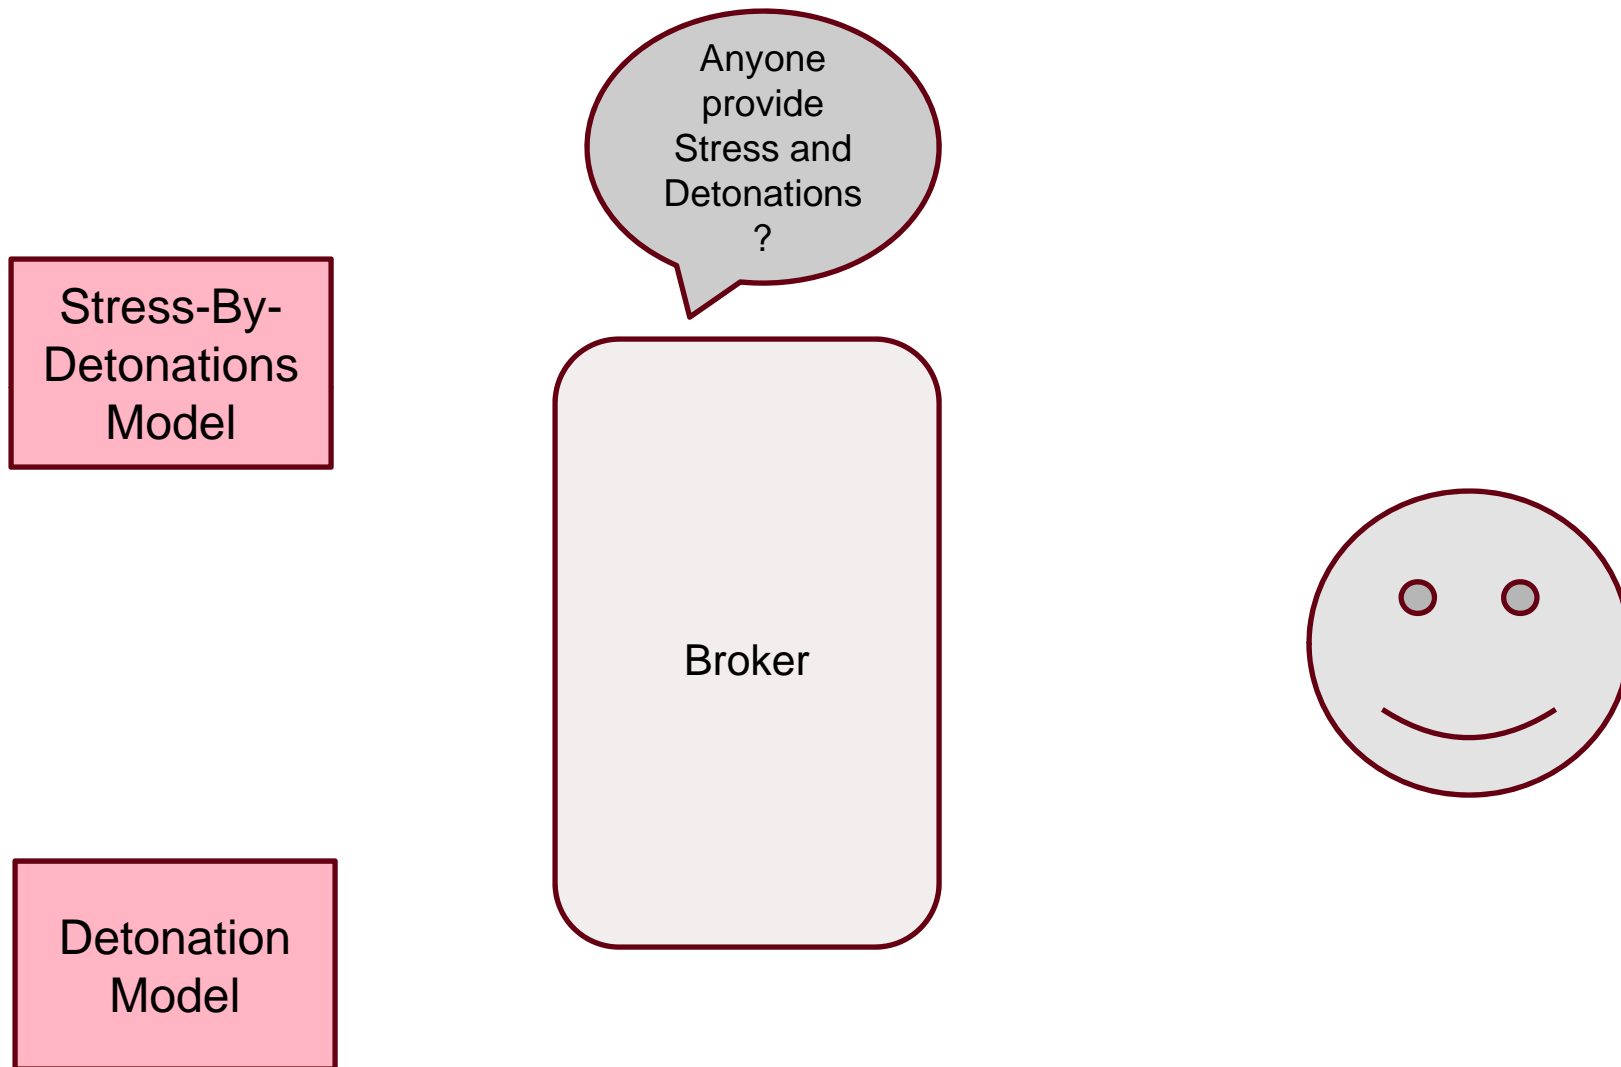 Anyone
provide
Stress and
Detonations
?
Stress-By-
Detonations
Model
Broker
Detonation
Model